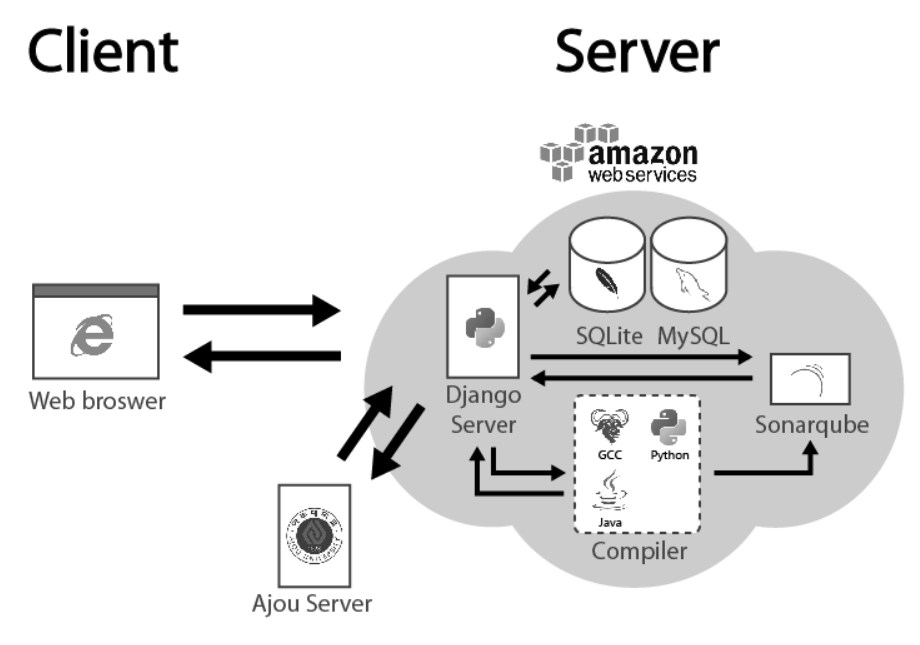 Client
Server
amazon
webservices
SQLite
MySQL
Web broswer
Django
Server
Sonarqube
GCC
Python
Java
Compiler
Ajou Server